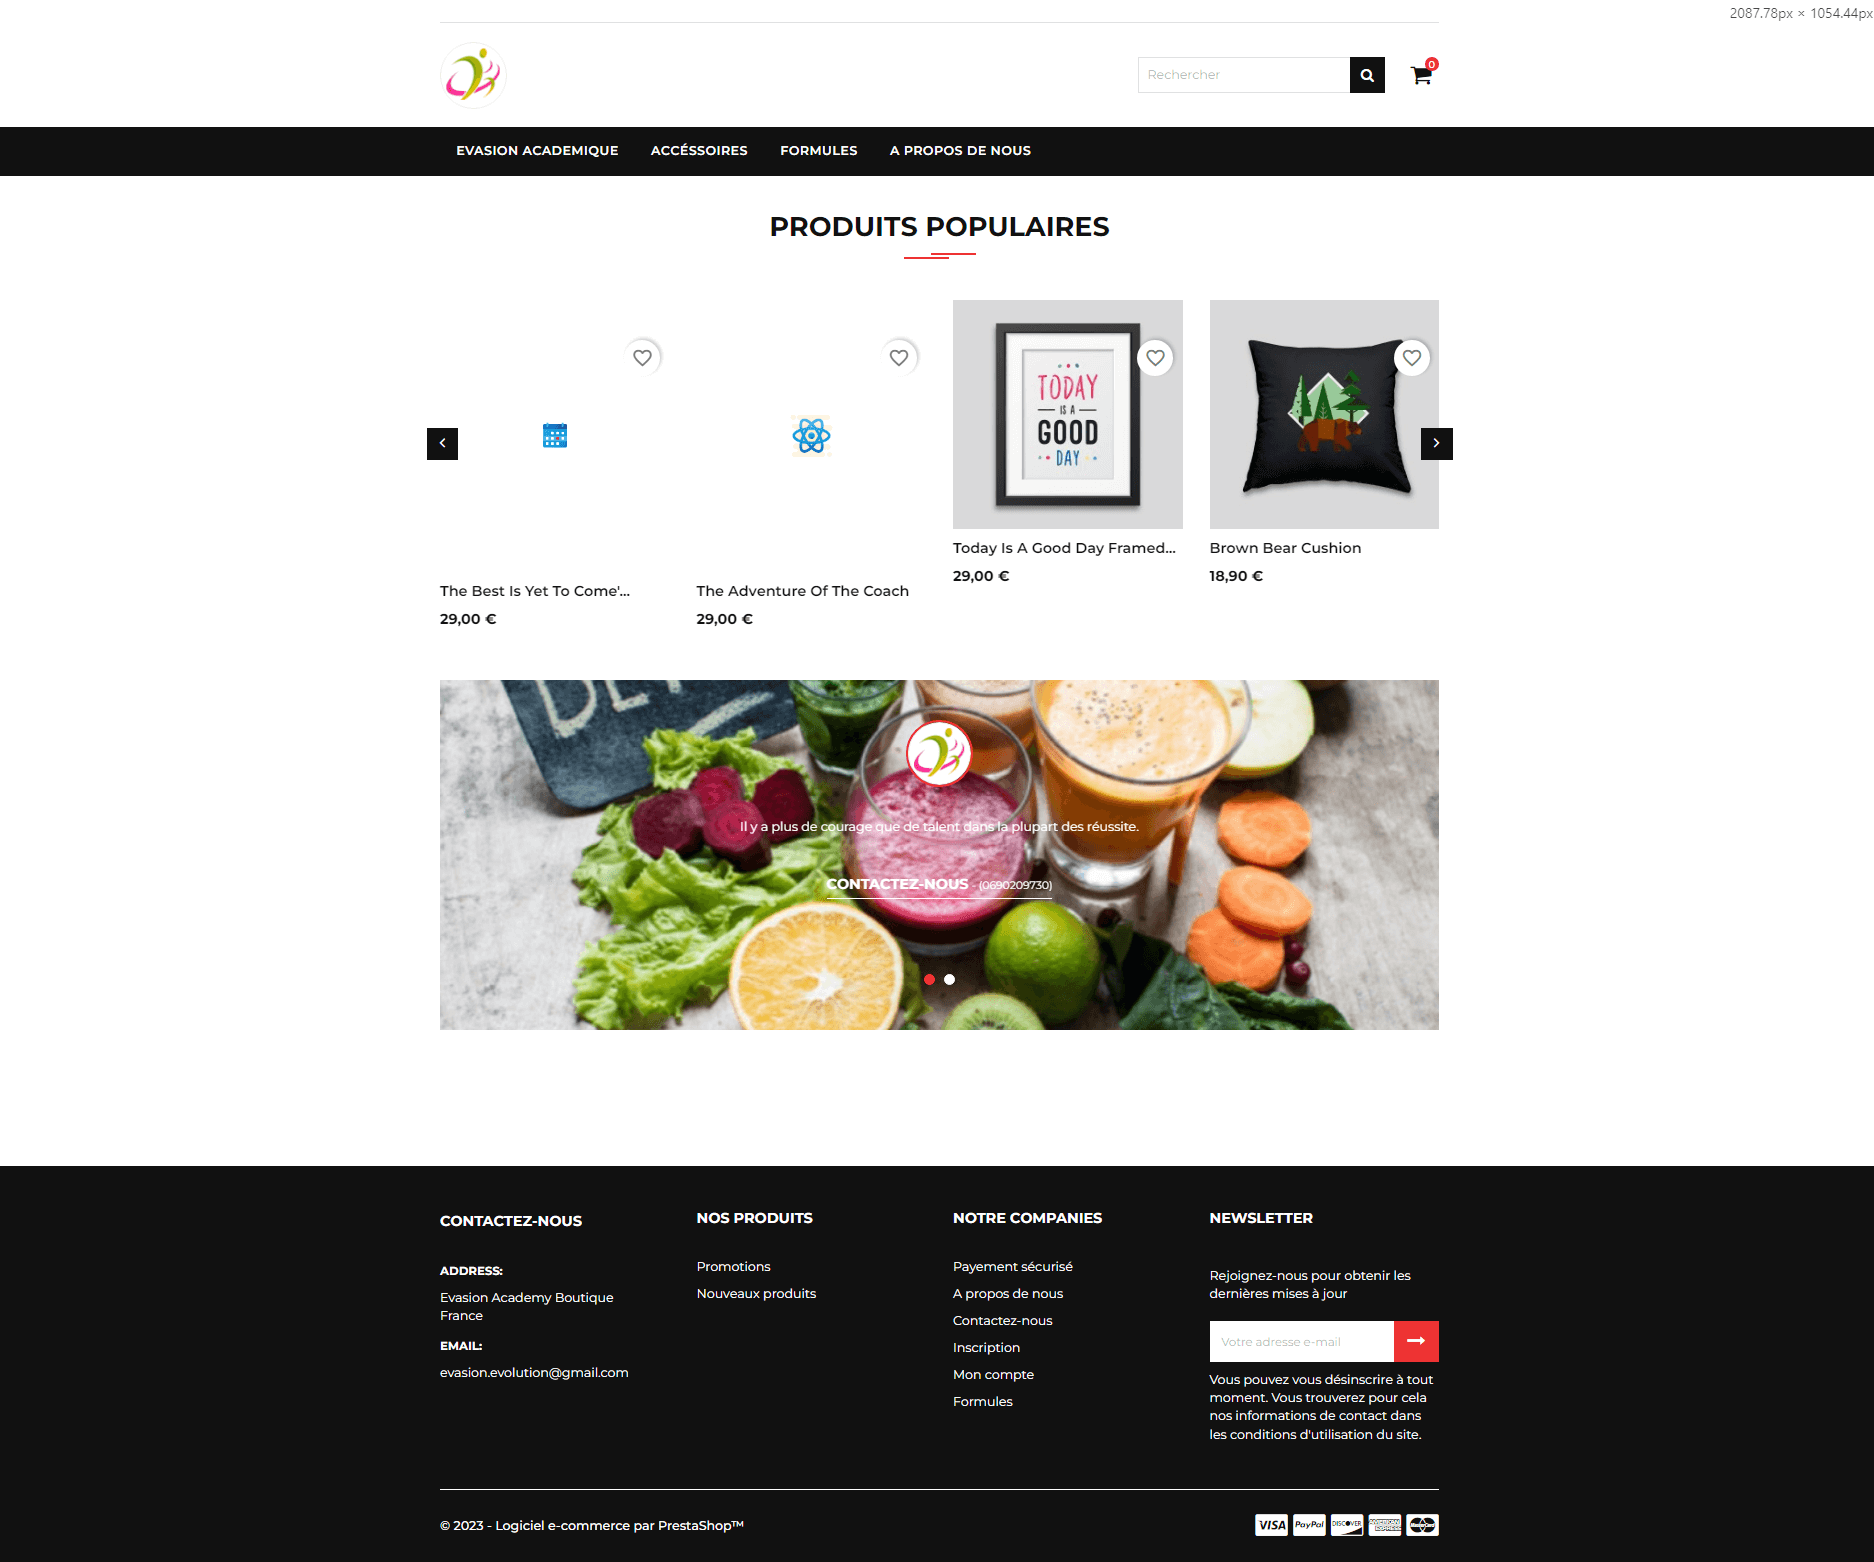 2087.78px × 1054.44px
Rechercher
0
EVASION ACADEMIQUE ACCÉSSOIRES FORMULES A PROPOS DE NOUS
PRODUITS POPULAIRES
TODAY
IS A
GOOD
DAY
Today Is A Good Day Framed...
29,00 €
Brown Bear Cushion
18,90 €
The Best Is Yet To Come'...
29,00 €
The Adventure Of The Coach
29,00 €
Il y a plus de courage que de talent dans la plupart des réussite.
CONTACTEZ-NOUS - (0690209730)
CONTACTEZ-NOUS
ADDRESS:
Evasion Academy Boutique
France
EMAIL:
evasion.evolution@gmail.com
NOS PRODUITS
Promotions
Nouveaux produits
NOTRE COMPANIES
Payement sécurisé
A propos de nous
Contactez-nous
Inscription
Mon compte
Formules
NEWSLETTER
Rejoignez-nous pour obtenir les
dernières mises à jour
Votre adresse e-mail
Vous pouvez vous désinscrire à tout
moment. Vous trouverez pour cela
nos informations de contact dans
les conditions d'utilisation du site.
© 2023 - Logiciel e-commerce par PrestaShop™
VISA PayPal DISCOVER AMERICAN EXPRESS MasterCard